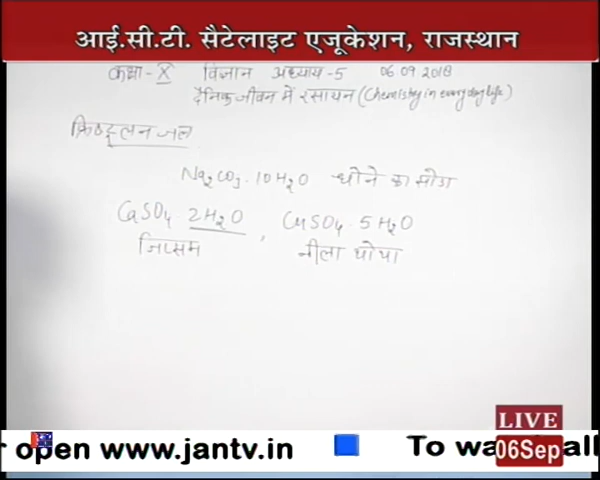 आई.सी.टी. सैटेलाइट एजूकेशन, राजस्थान
कक्षा-X विज्ञान अध्याय-5 06 09 2018
दैनिक जीवन में रसायन (Chemistry in everyday life)
क्रिस्टलन जल
Na₂CO₃·10H₂O धोने का सोडा
CaSO₄·2H₂O , CuSO₄·5H₂O
जिप्सम नीला थोथा
LIVE
06Sep
r open www.jantv.in To wa all